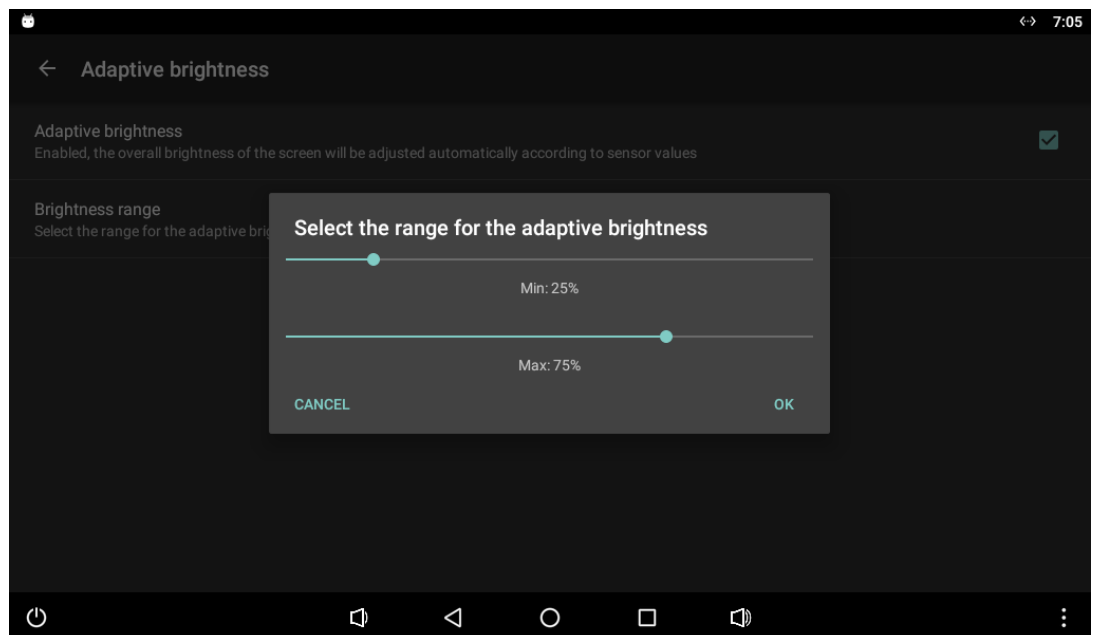 7:05
Adaptive brightness
Adaptive brightness
Enabled, the overall brightness of the screen will be adjusted automatically according to sensor values
Brightness range
Select the range for the adaptive
Select the range for the adaptive brightness
Min: 25%
Max: 75%
CANCEL
OK